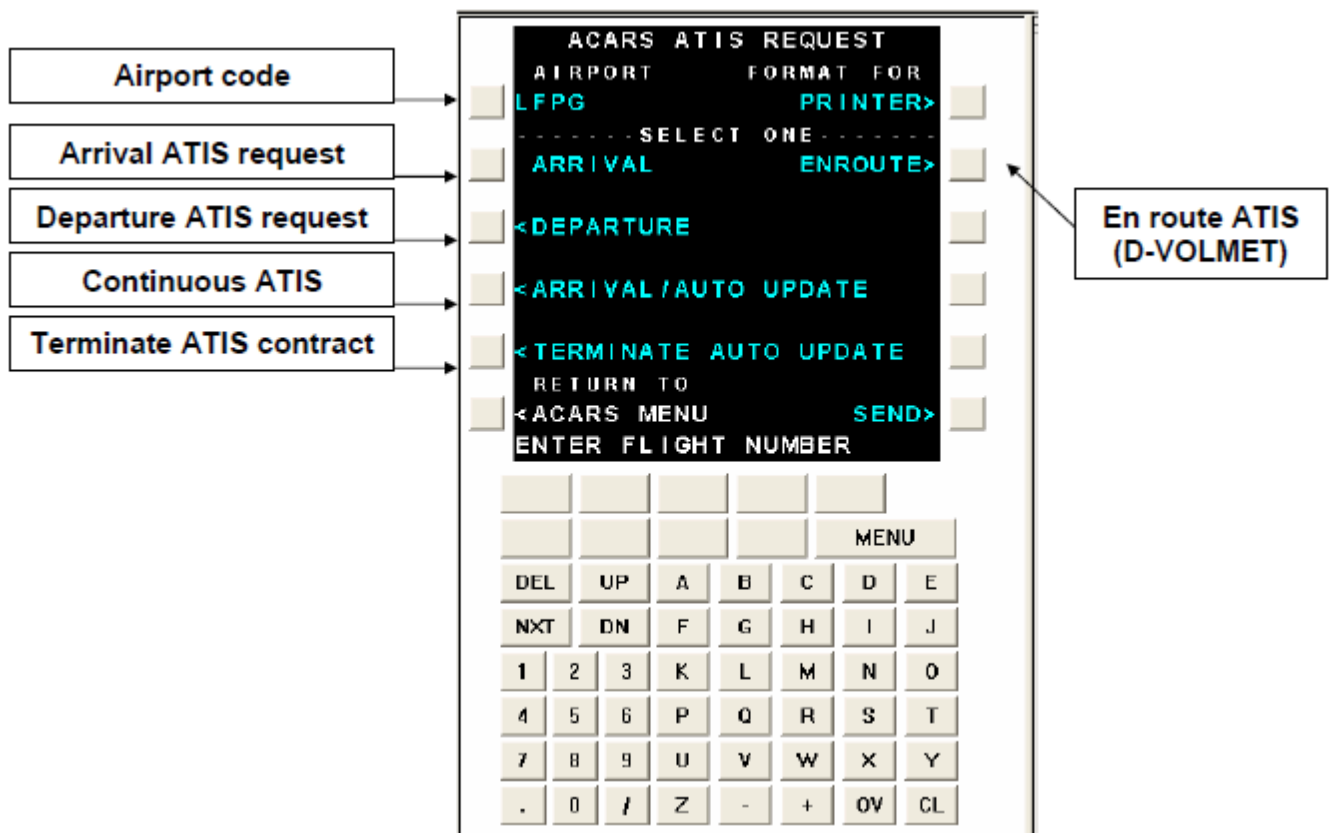 ACARS ATIS REQUEST
AIRPORT FORMAT FOR
LFPG PRINTER>
-------SELECT ONE-------
ARRIVAL ENROUTE>
<DEPARTURE
<ARRIVAL/AUTO UPDATE
<TERMINATE AUTO UPDATE
RETURN TO
<ACARS MENU SEND>
ENTER FLIGHT NUMBER
Airport code
Arrival ATIS request
Departure ATIS request
Continuous ATIS
Terminate ATIS contract
En route ATIS
(D-VOLMET)
MENU
DEL UP A B C D E
NXT DN F G H I J
1 2 3 K L M N O
4 5 6 P Q R S T
7 8 9 U V W X Y
. 0 / Z - + OV CL